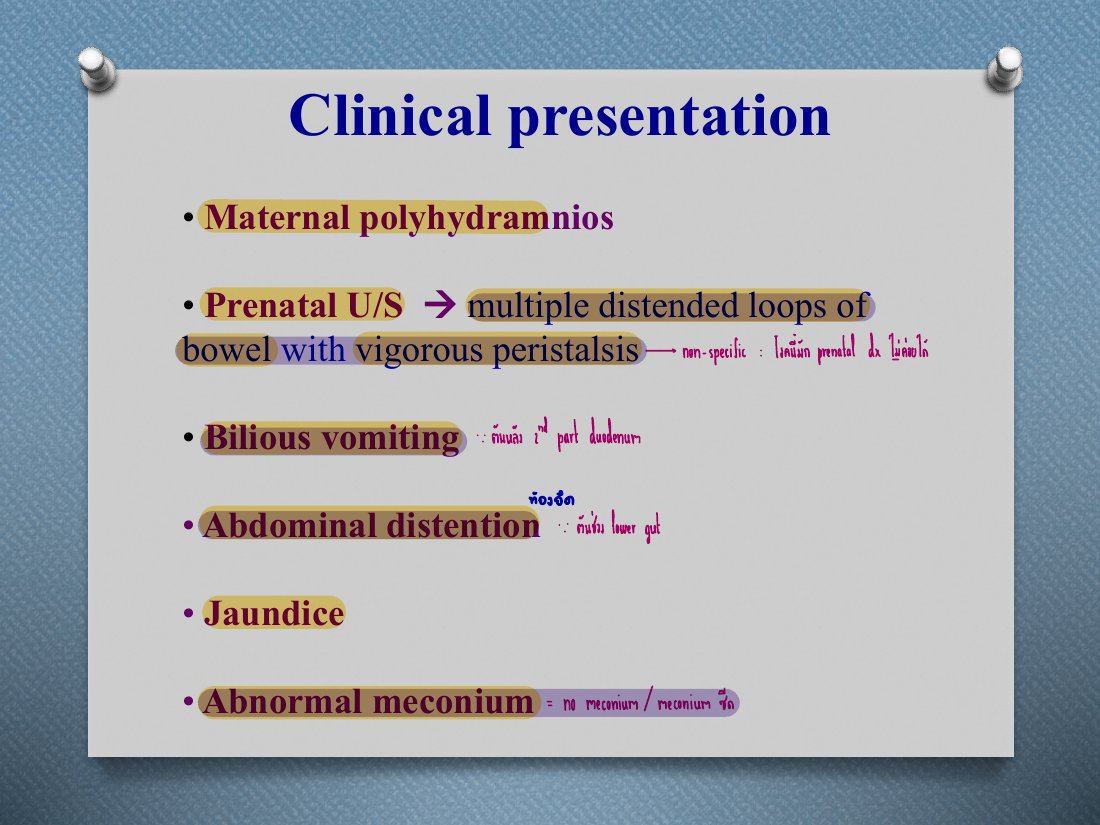 Clinical presentation
• Maternal polyhydramnios
• Prenatal U/S → multiple distended loops of
bowel with vigorous peristalsis → non-specific : โรคนี้มัก prenatal dx ไม่ค่อยได้
• Bilious vomiting ∵ ตันหลัง 2nd part duodenum
ท้องอืด
• Abdominal distention ∵ ตันช่วง lower gut
• Jaundice
• Abnormal meconium = no meconium / meconium ซีด